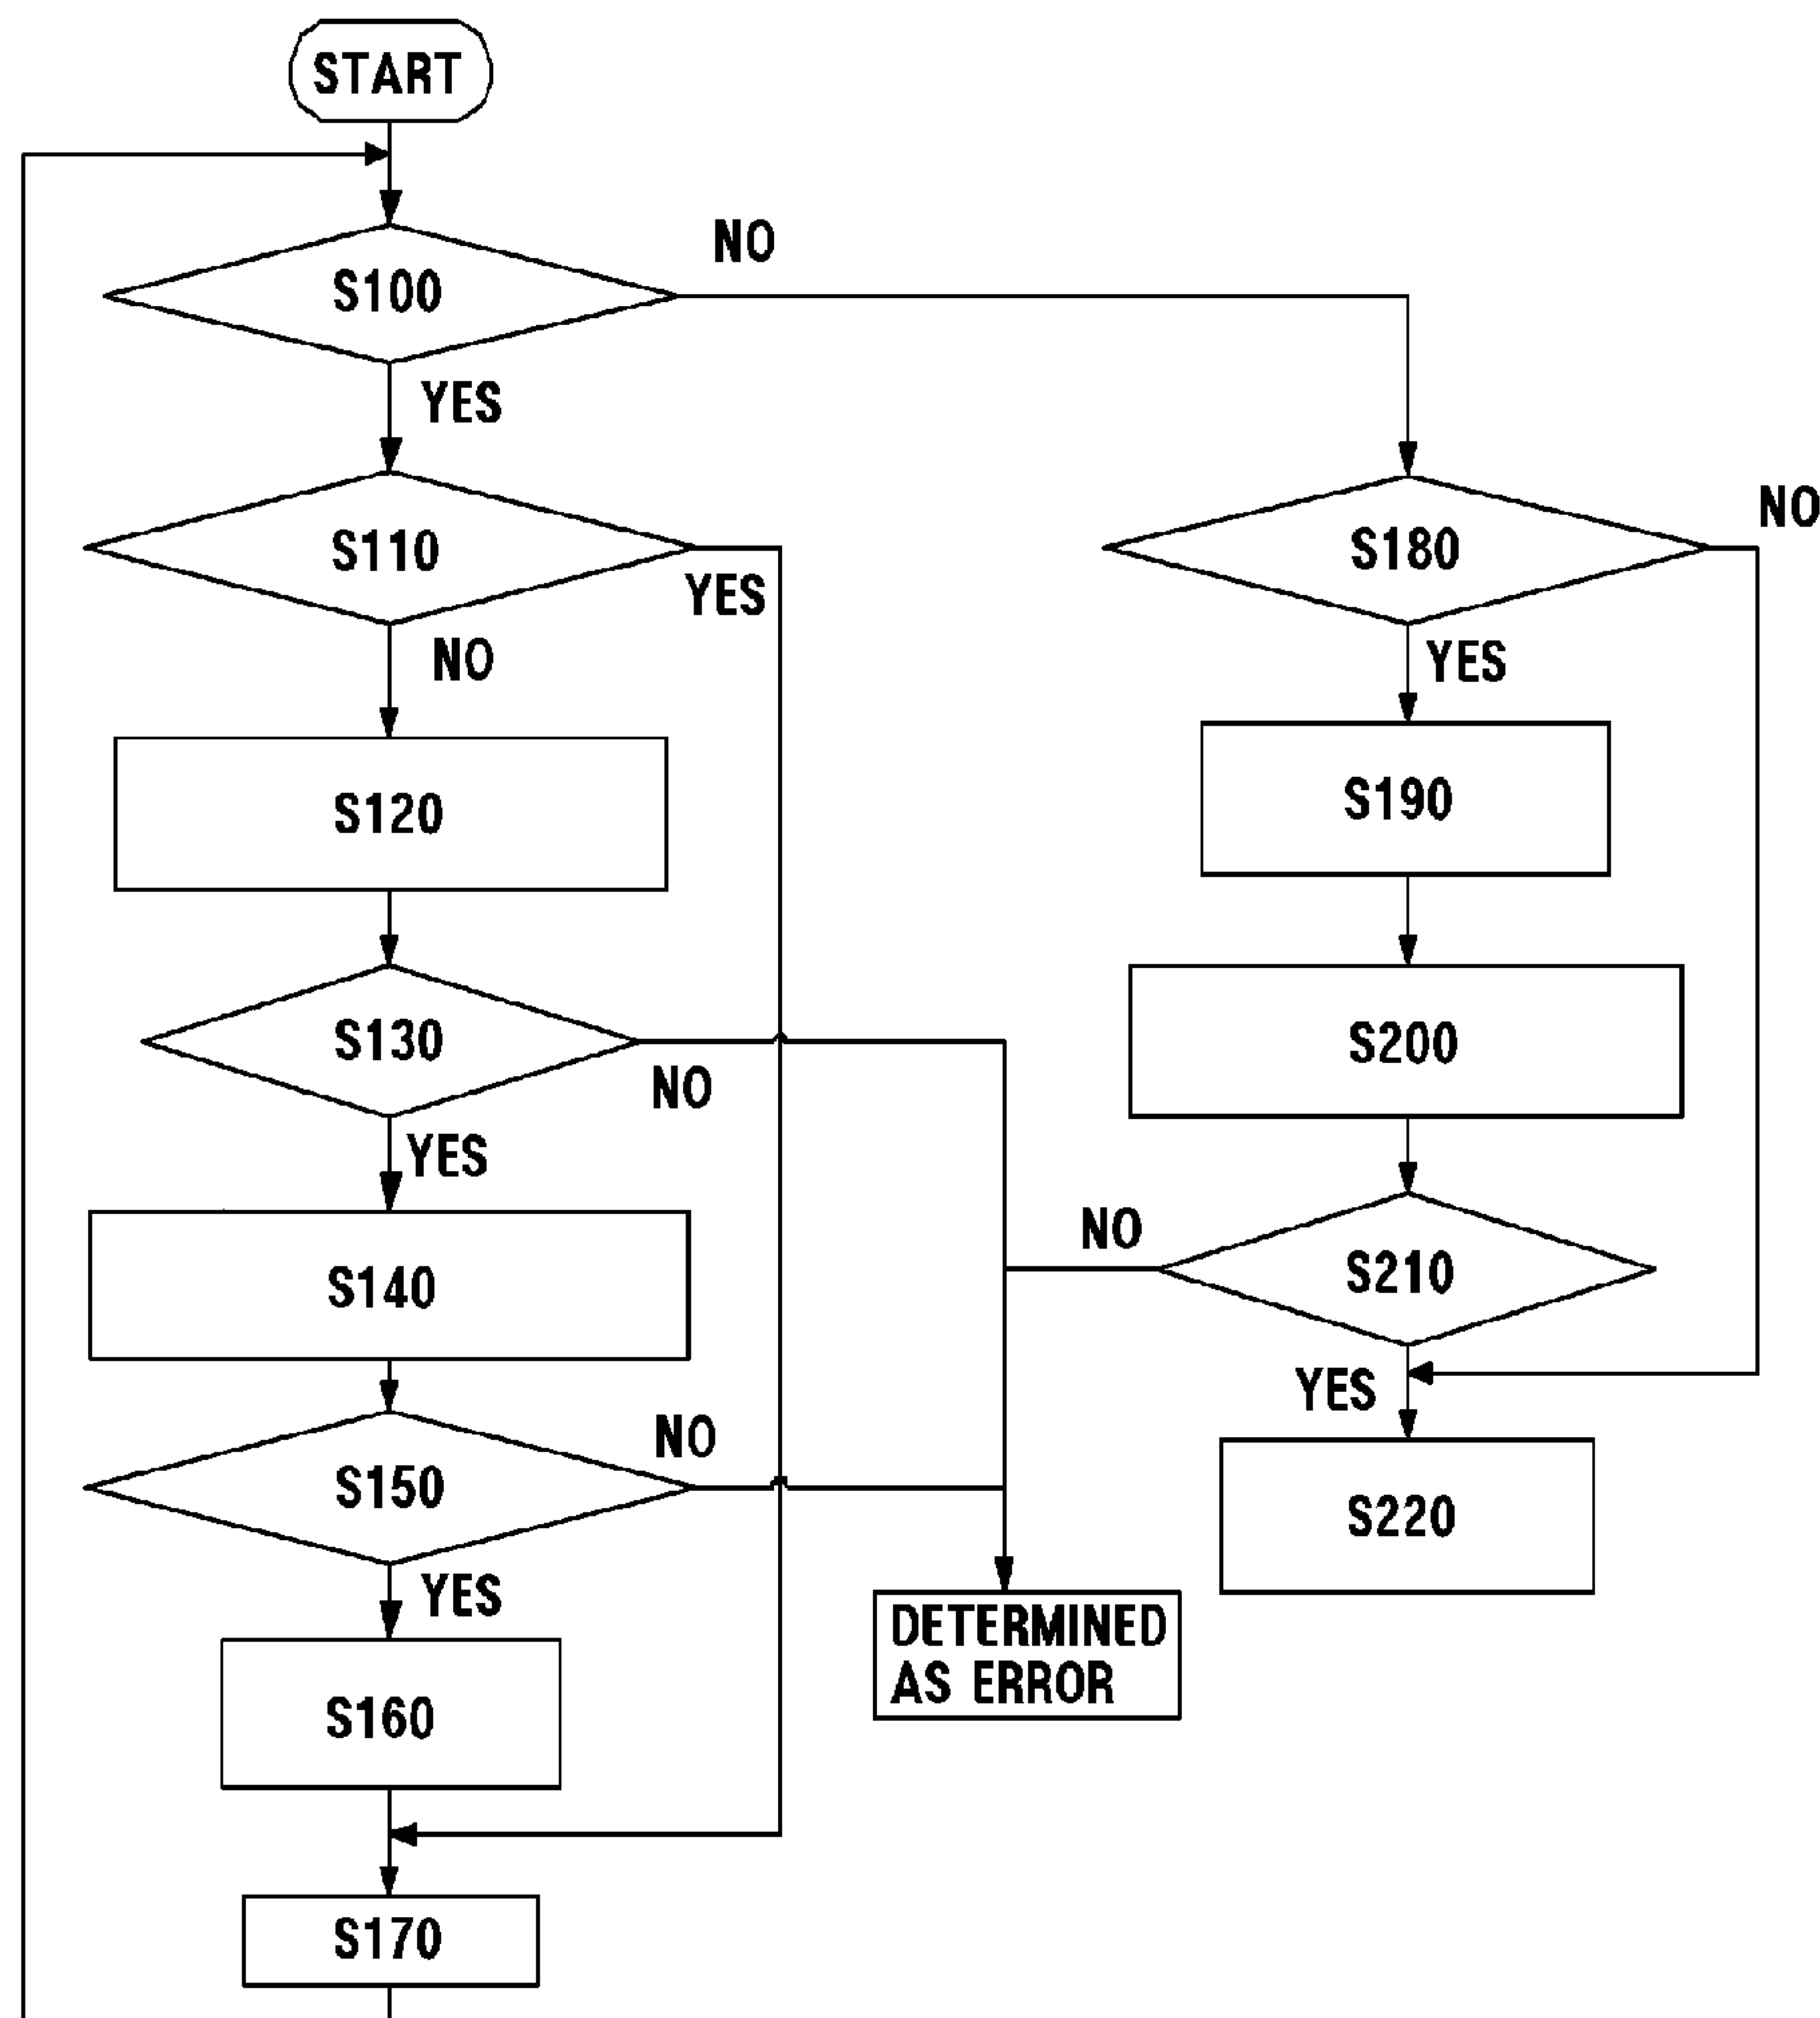 START
S100
NO
YES
S110
YES
NO
S180
NO
YES
S120
S190
S130
NO
YES
S200
S140
NO
S210
YES
S150
NO
YES
S220
DETERMINED
AS ERROR
S160
S170